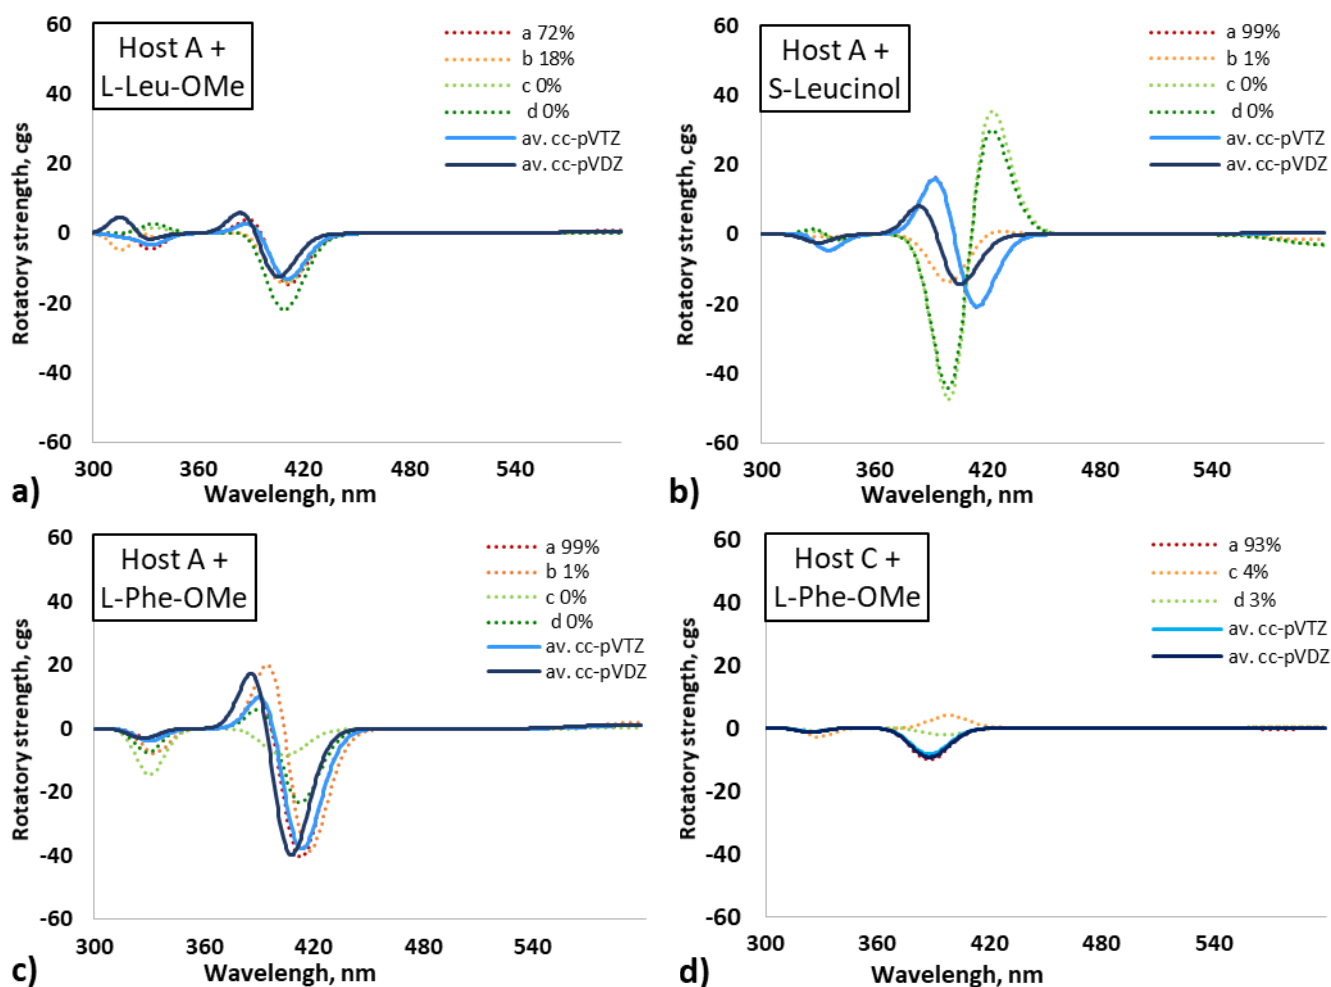 Host A +
L-Leu-OMe
a 72%
b 18%
c 0%
d 0%
av. cc-pVTZ
av. cc-pVDZ
Rotatory strength, cgs
60
40
20
0
-20
-40
-60
300
360
420
480
540
Wavelengh, nm
a)
Host A +
S-Leucinol
a 99%
b 1%
c 0%
d 0%
av. cc-pVTZ
av. cc-pVDZ
Rotatory strength, cgs
60
40
20
0
-20
-40
-60
300
360
420
480
540
Wavelengh, nm
b)
Host A +
L-Phe-OMe
a 99%
b 1%
c 0%
d 0%
av. cc-pVTZ
av. cc-pVDZ
Rotatory strength, cgs
60
40
20
0
-20
-40
-60
300
360
420
480
540
Wavelengh, nm
c)
Host C +
L-Phe-OMe
a 93%
c 4%
d 3%
av. cc-pVTZ
av. cc-pVDZ
Rotatory strength, cgs
60
40
20
0
-20
-40
-60
300
360
420
480
540
Wavelengh, nm
d)